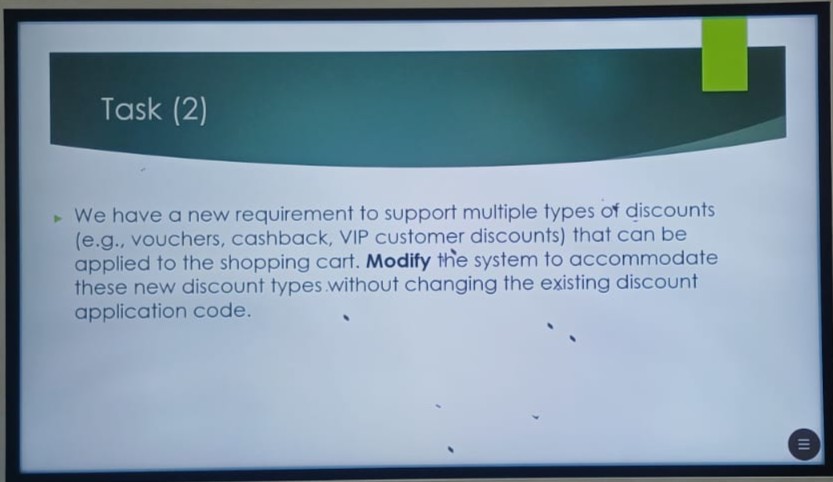 Task (2)
We have a new requirement to support multiple types of discounts
(e.g., vouchers, cashback, VIP customer discounts) that can be
applied to the shopping cart. Modify the system to accommodate
these new discount types without changing the existing discount
application code.